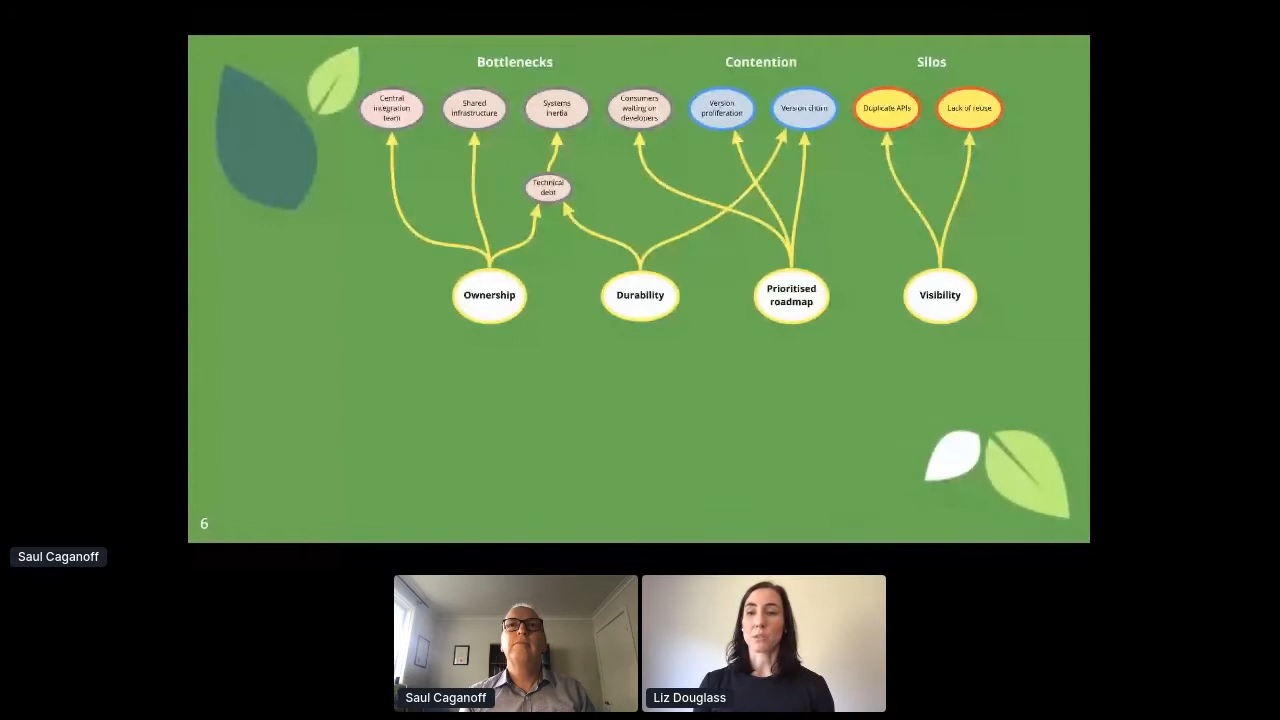 Bottlenecks
Contention
Silos
Central
integration
team
Shared
infrastructure
Systems
inertia
Consumers
waiting on
developers
Version
proliferation
Version churn
Duplicate APIs
Lack of reuse
Technical
debt
Ownership
Durability
Prioritised
roadmap
Visibility
6
Saul Caganoff
Saul Caganoff
Liz Douglass